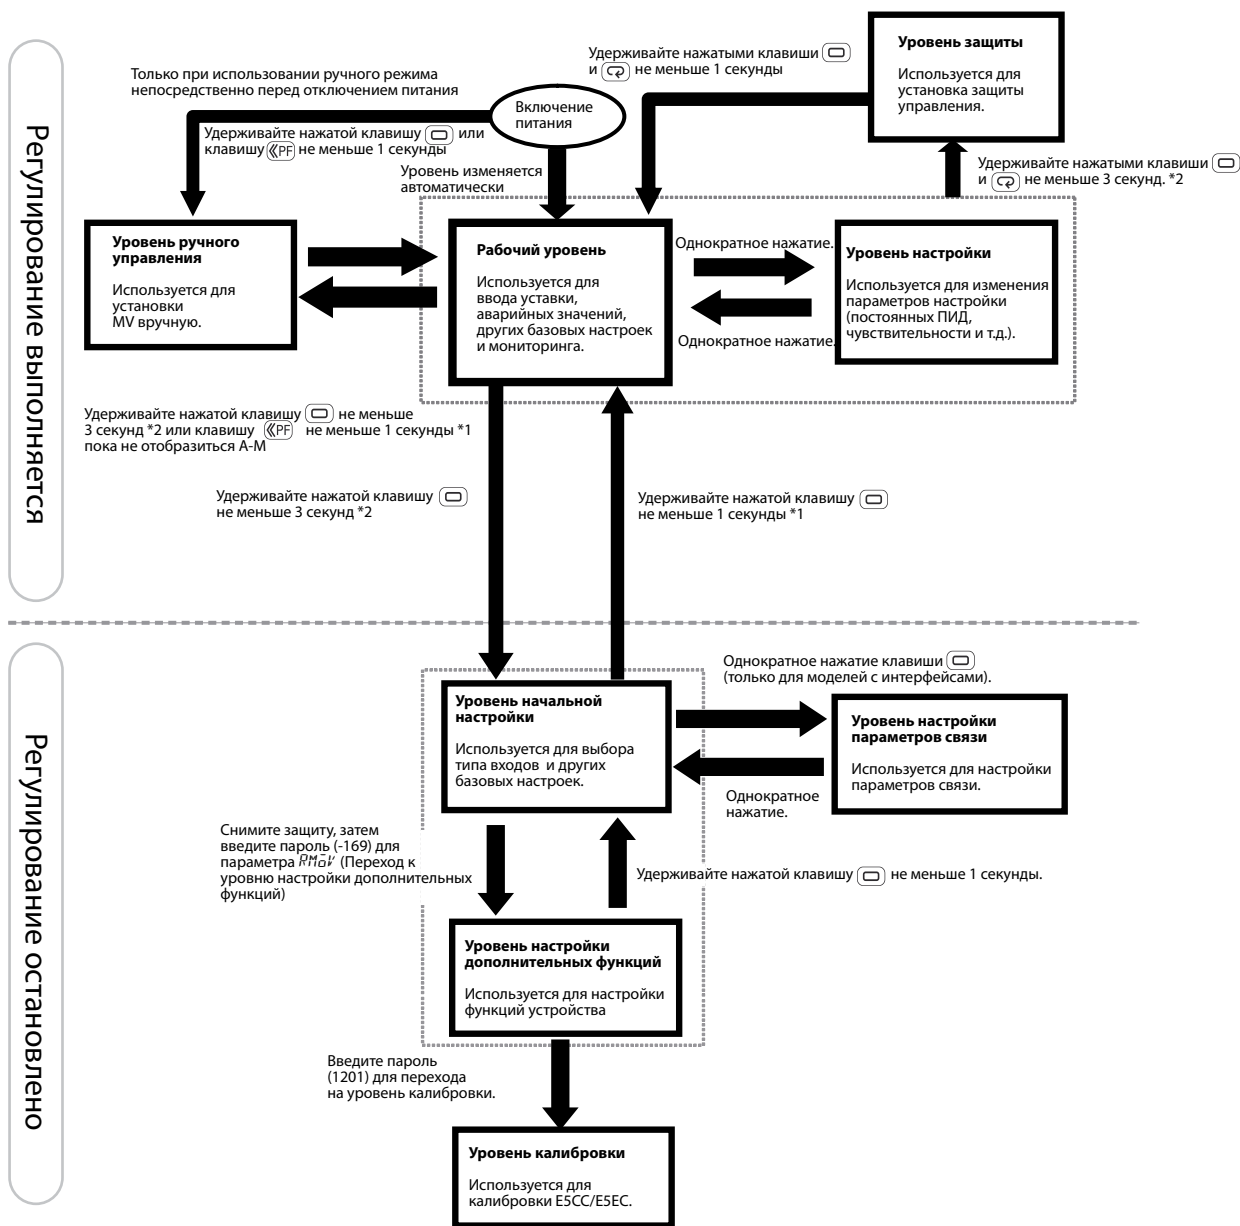 Регулирование выполняется
Только при использовании ручного режима
непосредственно перед отключением питания
Включение
питания
Удерживайте нажатыми клавиши
и не меньше 1 секунды
Уровень защиты
Используется для
установка защиты
управления.
Удерживайте нажатой клавишу или
клавишу PF не меньше 1 секунды
Уровень изменяется
автоматически
Удерживайте нажатыми клавиши
и не меньше 3 секунд. *2
Уровень ручного
управления
Используется для
установки
MV вручную.
Рабочий уровень
Используется для
ввода уставки,
аварийных значений,
других базовых настроек
и мониторинга.
Однократное нажатие.
Однократное нажатие.
Уровень настройки
Используется для изменения
параметров настройки
(постоянных ПИД,
чувствительности и т.д.).
Удерживайте нажатой клавишу не меньше
3 секунд *2 или клавишу PF не меньше 1 секунды *1
пока не отобразиться A-M
Удерживайте нажатой клавишу
не меньше 3 секунд *2
Удерживайте нажатой клавишу
не меньше 1 секунды *1
Регулирование остановлено
Уровень начальной
настройки
Используется для выбора
типа входов и других
базовых настроек.
Однократное нажатие клавиши
(только для моделей с интерфейсами).
Однократное
нажатие.
Уровень настройки
параметров связи
Используется для настройки
параметров связи.
Снимите защиту, затем
введите пароль (-169) для
параметра (Переход к
уровню настройки дополнительных
функций)
Удерживайте нажатой клавишу не меньше 1 секунды.
Уровень настройки
дополнительных функций
Используется для настройки
функций устройства
Введите пароль
(1201) для перехода
на уровень калибровки.
Уровень калибровки
Используется для
калибровки E5CC/E5EC.